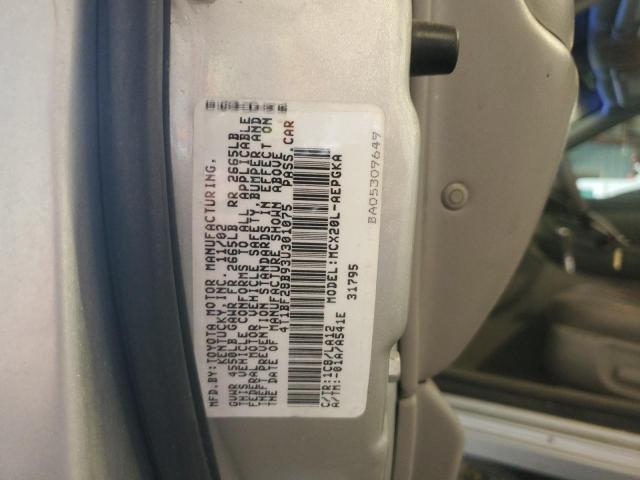 MFD.BY:TOYOTA MOTOR MANUFACTURING,
KENTUCKY,INC. 11/02
GVWR 4550LB GAWR FR 2665LB RR 2665LB
THIS VEHICLE CONFORMS TO ALL APPLICABLE
FEDERAL MOTOR VEHICLE SAFETY,BUMPER,AND
THEFT PREVENTION STANDARDS IN EFFECT ON
THE DATE OF MANUFACTURE SHOWN ABOVE
4T1BF28B93U301075 PASS.CAR
MODEL:MCX20L-AEPGKA
31795
C/TR:1C8/LA12
A/TM:-01A/A541E
BA05307649